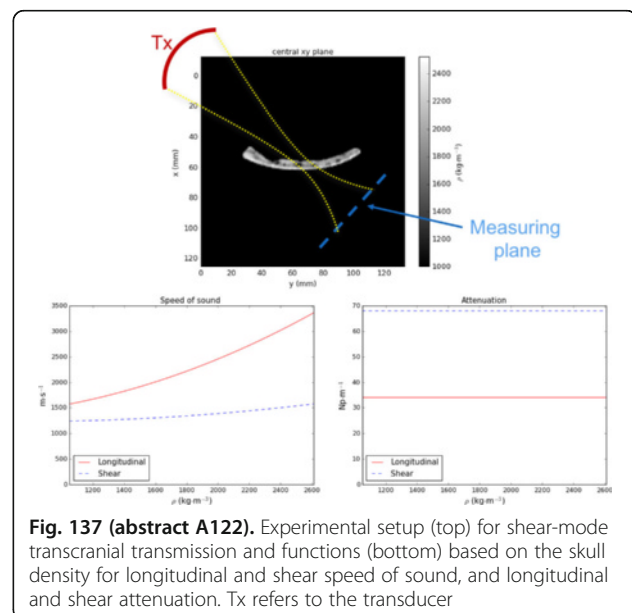 Tx
central xy plane
0
20
40
60
80
100
120
x (mm)
0 20 40 60 80 100 120
y (mm)
2400
2200
2000
1800
1600
1400
1200
1000
ρ (kg·m⁻³)
Measuring
plane
Speed of sound
3500
3000
2500
2000
1500
1000
500
0
m·s⁻¹
Longitudinal
Shear
1200 1400 1600 1800 2000 2200 2400 2600
ρ (kg·m⁻³)
Attenuation
70
60
50
40
30
20
10
0
Np·m⁻¹
Longitudinal
Shear
1200 1400 1600 1800 2000 2200 2400 2600
ρ (kg·m⁻³)
Fig. 137 (abstract A122). Experimental setup (top) for shear-mode
transcranial transmission and functions (bottom) based on the skull
density for longitudinal and shear speed of sound, and longitudinal
and shear attenuation. Tx refers to the transducer